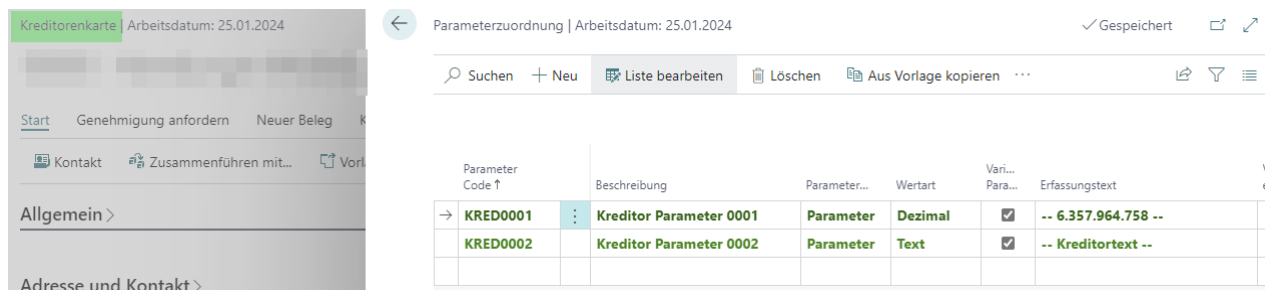 Kreditorenkarte | Arbeitsdatum: 25.01.2024
Start Genehmigung anfordern Neuer Beleg
Kontakt Zusammenführen mit...
Allgemein
Adresse und Kontakt
Parameterzuordnung | Arbeitsdatum: 25.01.2024 Gespeichert
Suchen + Neu Liste bearbeiten Löschen Aus Vorlage kopieren ...
Parameter Code ↑ Beschreibung Parameter... Wertart Vari... Para... Erfassungstext
KRED0001 Kreditor Parameter 0001 Parameter Dezimal -- 6.357.964.758 --
KRED0002 Kreditor Parameter 0002 Parameter Text -- Kreditortext --